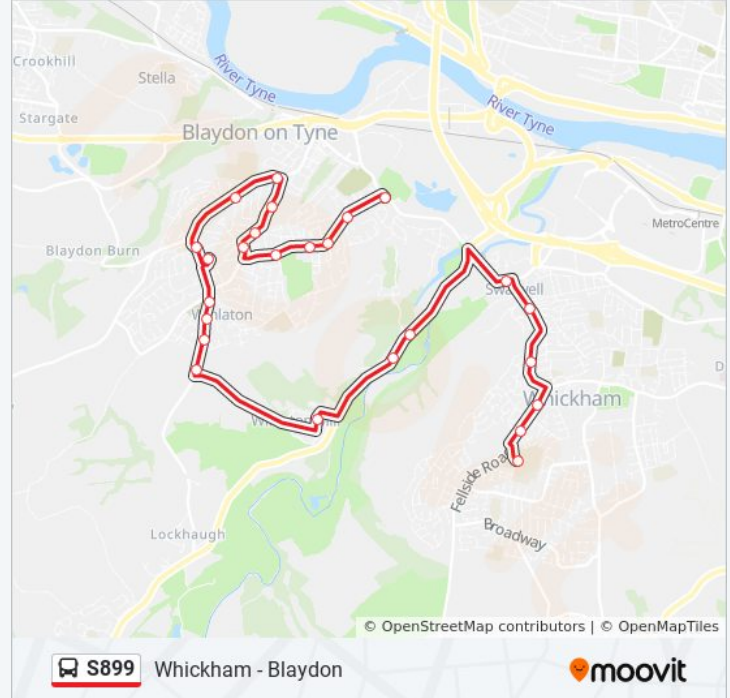 Crookhill
Stella
River Tyne
Stargate
River Tyne
Blaydon on Tyne
MetroCentre
Blaydon Burn
Swalwell
Winlaton
Whickham
Fellside Road
Broadway
Lockhaugh
© OpenStreetMap contributors | © OpenMapTiles
S899 Whickham - Blaydon
moovit